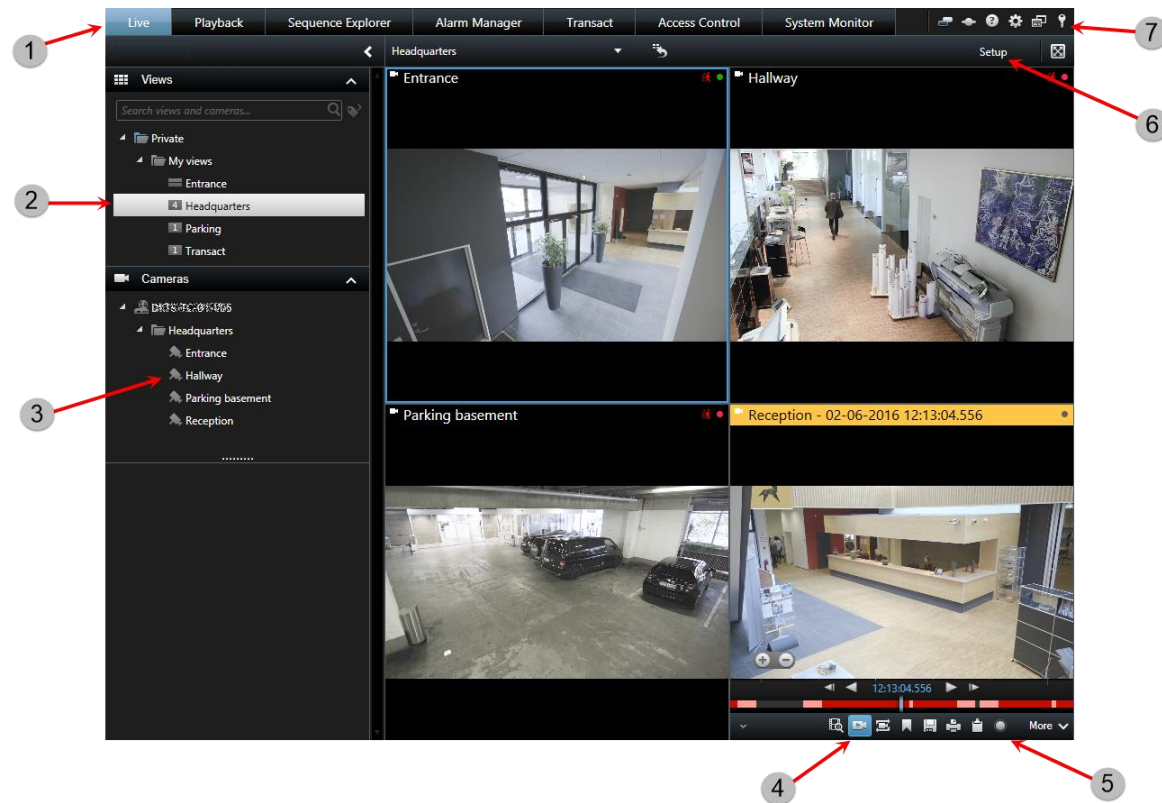 Live Playback Sequence Explorer Alarm Manager Transact Access Control System Monitor
1
7
Headquarters
Setup
6
Views
Search views and cameras...
Private
My views
Entrance
2
4 Headquarters
1 Parking
1 Transact
Cameras
Headquarters
Entrance
Hallway
3
Parking basement
Reception
Entrance
Hallway
Parking basement
Reception - 02-06-2016 12:13:04.556
12:13:04.556
More
4
5